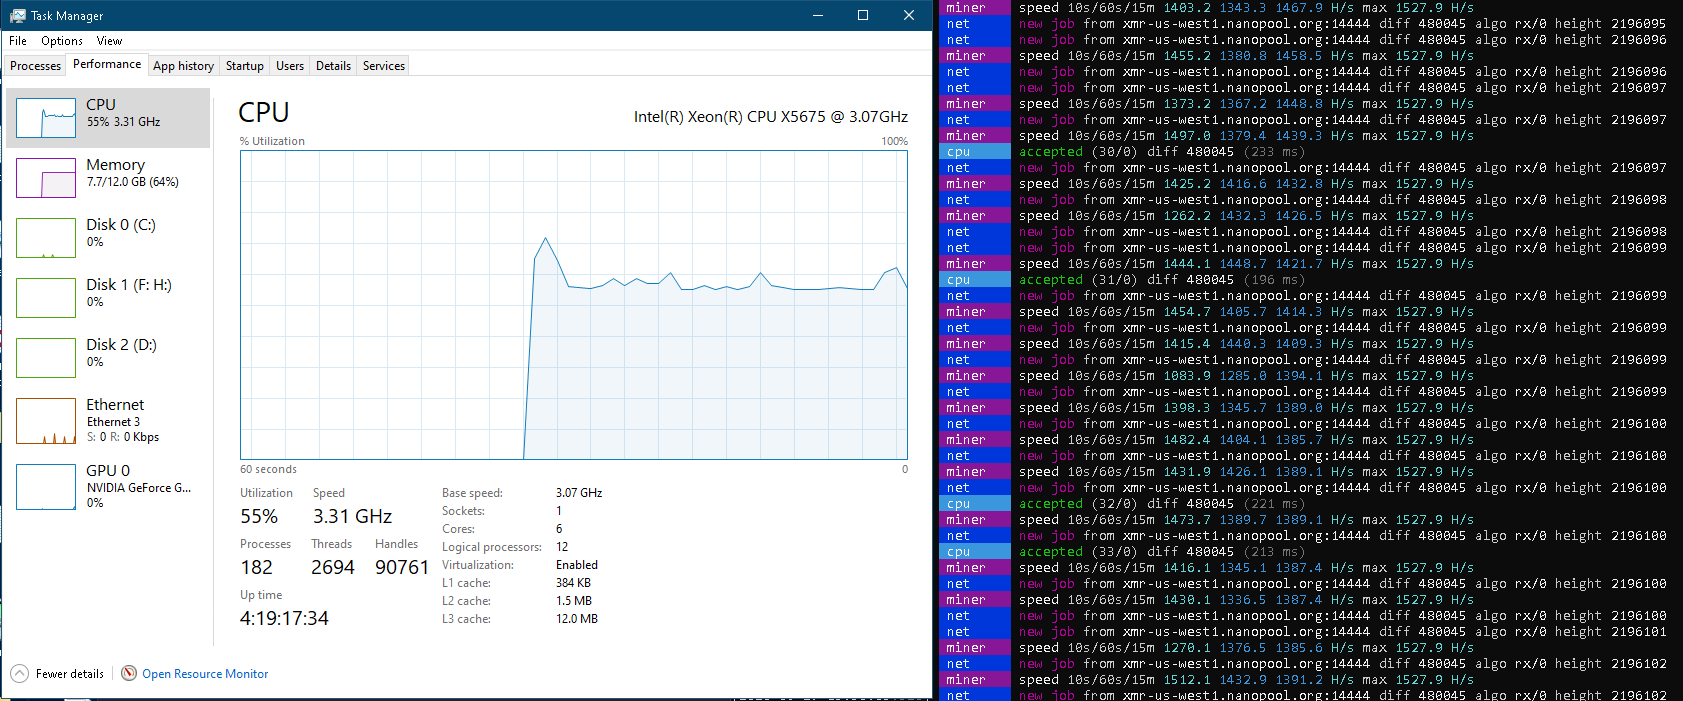 Task Manager
File Options View
Processes Performance App history Startup Users Details Services
CPU
55% 3.31 GHz
Memory
7.7/12.0 GB (64%)
Disk 0 (C:)
0%
Disk 1 (F: H:)
0%
Disk 2 (D:)
0%
Ethernet
Ethernet 3
S: 0 R: 0 Kbps
GPU 0
NVIDIA GeForce G...
0%
CPU
Intel(R) Xeon(R) CPU X5675 @ 3.07GHz
% Utilization 100%
60 seconds 0
Utilization Speed
55% 3.31 GHz
Processes Threads Handles
182 2694 90761
Up time
4:19:17:34
Base speed: 3.07 GHz
Sockets: 1
Cores: 6
Logical processors: 12
Virtualization: Enabled
L1 cache: 384 KB
L2 cache: 1.5 MB
L3 cache: 12.0 MB
Fewer details Open Resource Monitor
miner speed 10s/60s/15m 1403.2 1343.3 1467.9 H/s max 1527.9 H/s
net new job from xmr-us-west1.nanopool.org:14444 diff 480045 algo rx/0 height 2196095
net new job from xmr-us-west1.nanopool.org:14444 diff 480045 algo rx/0 height 2196096
miner speed 10s/60s/15m 1455.2 1380.8 1458.5 H/s max 1527.9 H/s
net new job from xmr-us-west1.nanopool.org:14444 diff 480045 algo rx/0 height 2196096
net new job from xmr-us-west1.nanopool.org:14444 diff 480045 algo rx/0 height 2196097
miner speed 10s/60s/15m 1373.2 1367.2 1448.8 H/s max 1527.9 H/s
net new job from xmr-us-west1.nanopool.org:14444 diff 480045 algo rx/0 height 2196097
miner speed 10s/60s/15m 1497.0 1379.4 1439.3 H/s max 1527.9 H/s
cpu accepted (30/0) diff 480045 (233 ms)
net new job from xmr-us-west1.nanopool.org:14444 diff 480045 algo rx/0 height 2196097
miner speed 10s/60s/15m 1425.2 1416.6 1432.8 H/s max 1527.9 H/s
net new job from xmr-us-west1.nanopool.org:14444 diff 480045 algo rx/0 height 2196098
miner speed 10s/60s/15m 1262.2 1432.3 1426.5 H/s max 1527.9 H/s
net new job from xmr-us-west1.nanopool.org:14444 diff 480045 algo rx/0 height 2196098
net new job from xmr-us-west1.nanopool.org:14444 diff 480045 algo rx/0 height 2196099
miner speed 10s/60s/15m 1444.1 1448.7 1421.7 H/s max 1527.9 H/s
cpu accepted (31/0) diff 480045 (196 ms)
net new job from xmr-us-west1.nanopool.org:14444 diff 480045 algo rx/0 height 2196099
miner speed 10s/60s/15m 1454.7 1405.7 1414.3 H/s max 1527.9 H/s
net new job from xmr-us-west1.nanopool.org:14444 diff 480045 algo rx/0 height 2196099
miner speed 10s/60s/15m 1415.4 1440.3 1409.3 H/s max 1527.9 H/s
net new job from xmr-us-west1.nanopool.org:14444 diff 480045 algo rx/0 height 2196099
miner speed 10s/60s/15m 1083.9 1285.0 1394.1 H/s max 1527.9 H/s
net new job from xmr-us-west1.nanopool.org:14444 diff 480045 algo rx/0 height 2196099
miner speed 10s/60s/15m 1398.3 1345.7 1389.0 H/s max 1527.9 H/s
net new job from xmr-us-west1.nanopool.org:14444 diff 480045 algo rx/0 height 2196100
miner speed 10s/60s/15m 1482.4 1404.1 1385.7 H/s max 1527.9 H/s
net new job from xmr-us-west1.nanopool.org:14444 diff 480045 algo rx/0 height 2196100
miner speed 10s/60s/15m 1431.9 1426.1 1389.1 H/s max 1527.9 H/s
net new job from xmr-us-west1.nanopool.org:14444 diff 480045 algo rx/0 height 2196100
cpu accepted (32/0) diff 480045 (221 ms)
miner speed 10s/60s/15m 1473.7 1389.7 1389.1 H/s max 1527.9 H/s
net new job from xmr-us-west1.nanopool.org:14444 diff 480045 algo rx/0 height 2196100
cpu accepted (33/0) diff 480045 (213 ms)
miner speed 10s/60s/15m 1416.1 1345.1 1387.4 H/s max 1527.9 H/s
net new job from xmr-us-west1.nanopool.org:14444 diff 480045 algo rx/0 height 2196100
miner speed 10s/60s/15m 1430.1 1336.5 1387.4 H/s max 1527.9 H/s
net new job from xmr-us-west1.nanopool.org:14444 diff 480045 algo rx/0 height 2196100
net new job from xmr-us-west1.nanopool.org:14444 diff 480045 algo rx/0 height 2196101
miner speed 10s/60s/15m 1270.1 1376.5 1385.6 H/s max 1527.9 H/s
net new job from xmr-us-west1.nanopool.org:14444 diff 480045 algo rx/0 height 2196102
miner speed 10s/60s/15m 1512.1 1432.9 1391.2 H/s max 1527.9 H/s
net new job from xmr-us-west1.nanopool.org:14444 diff 480045 algo rx/0 height 2196102